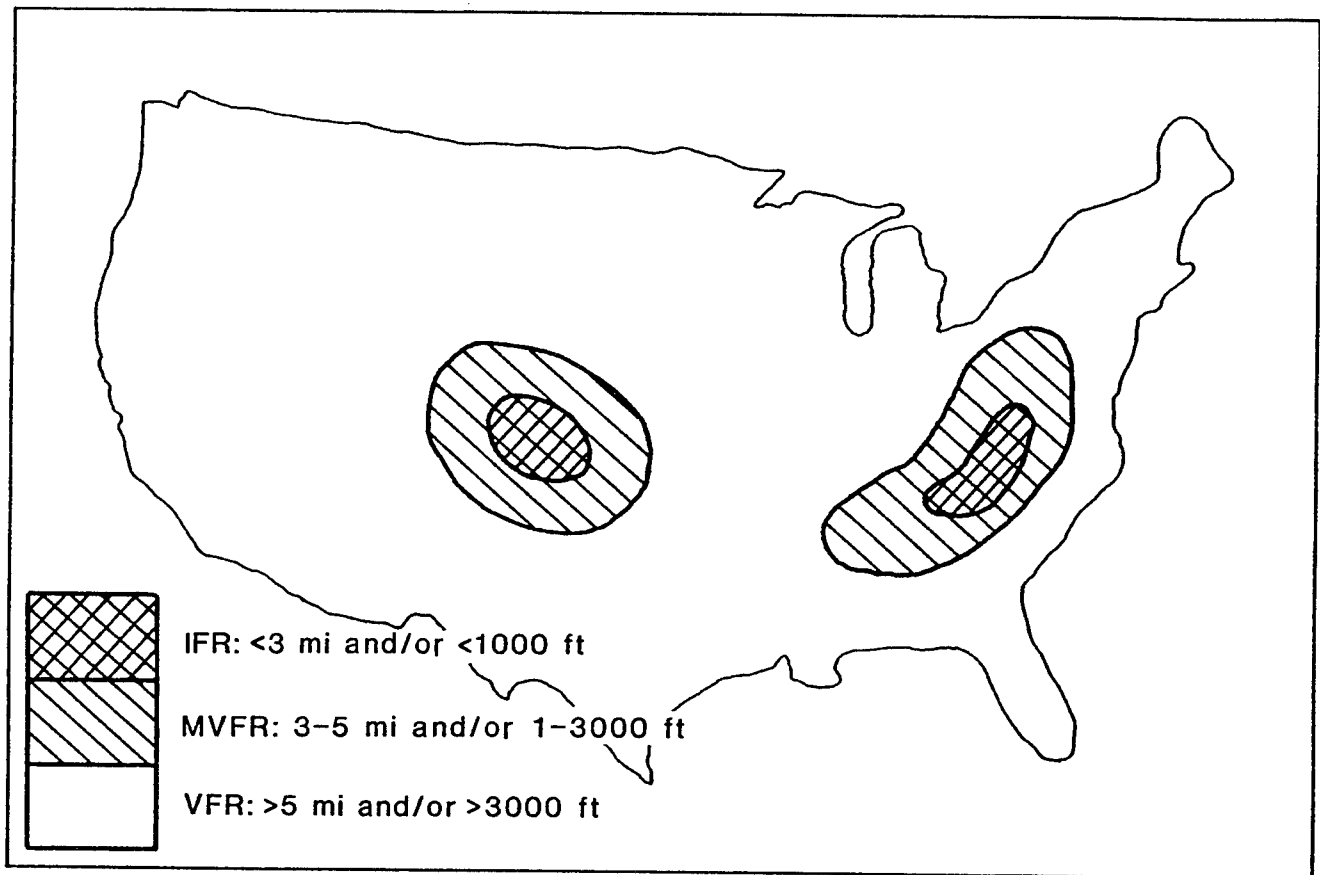 IFR: <3 mi and/or <1000 ft
MVFR: 3-5 mi and/or 1-3000 ft
VFR: >5 mi and/or >3000 ft